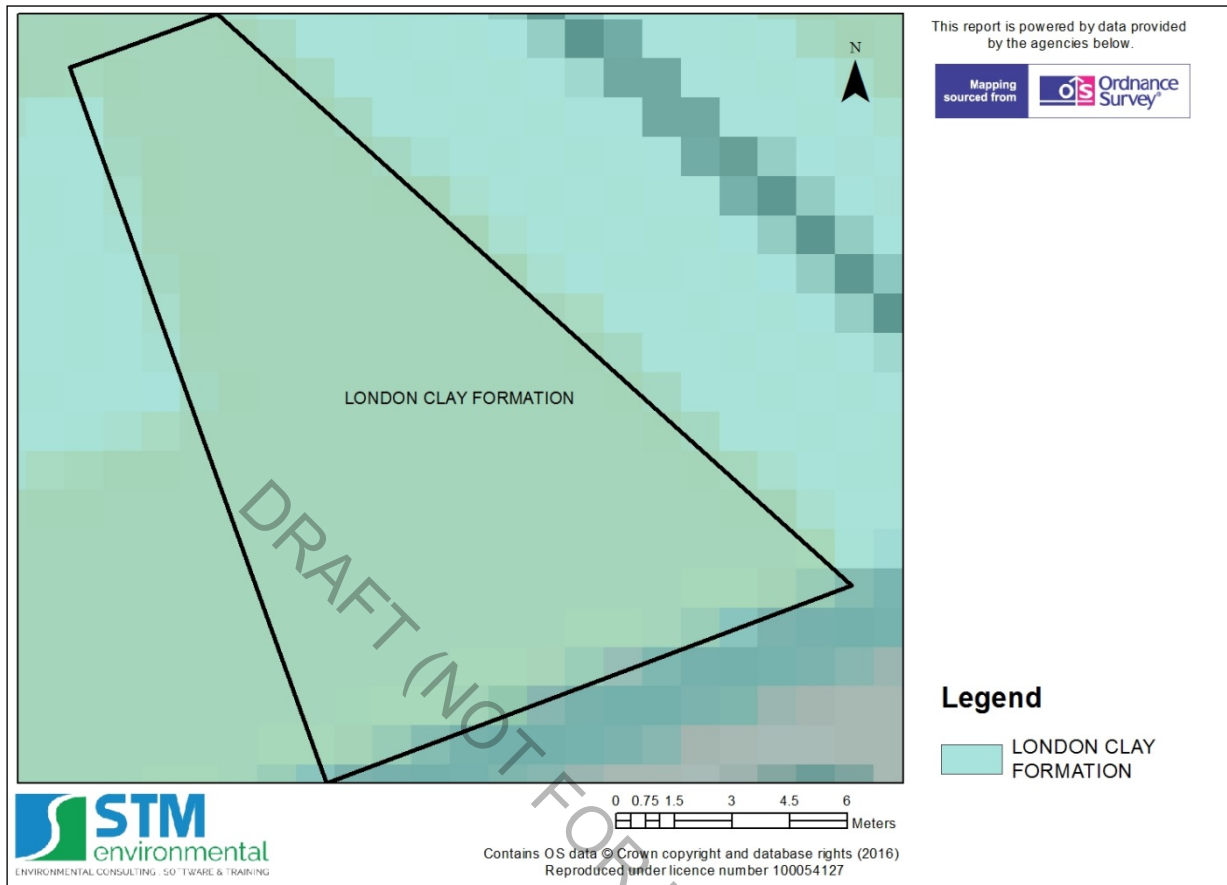 This report is powered by data provided
by the agencies below.
N
Mapping
sourced from
OS Ordnance
Survey®
LONDON CLAY FORMATION
DRAFT (NOT FOR
Legend
LONDON CLAY
FORMATION
STM
environmental
ENVIRONMENTAL CONSULTING . SOFTWARE & TRAINING
0 0.75 1.5 3 4.5 6
Meters
Contains OS data © Crown copyright and database rights (2016)
Reproduced under licence number 100054127